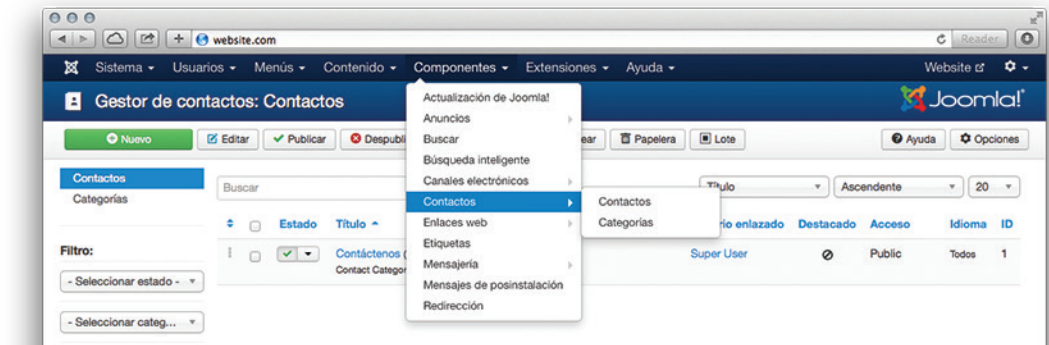 website.com
Reader
Sistema Usuarios Menús Contenido Componentes Extensiones Ayuda Website
Gestor de contactos: Contactos Joomla!
Nuevo Editar Publicar Papelera Lote Ayuda Opciones
Actualización de Joomla!
Anuncios
Buscar
Búsqueda inteligente
Canales electrónicos
Contactos
Enlaces web
Etiquetas
Mensajería
Mensajes de posinstalación
Redirección
Contactos
Categorías
Contactos
Categorías
Buscar Ascendente 20
Estado Título enlazado Destacado Acceso Idioma ID
Filtro:
Contáctenos Super User Public Todos 1
Contact
- Seleccionar estado -
- Seleccionar categ...